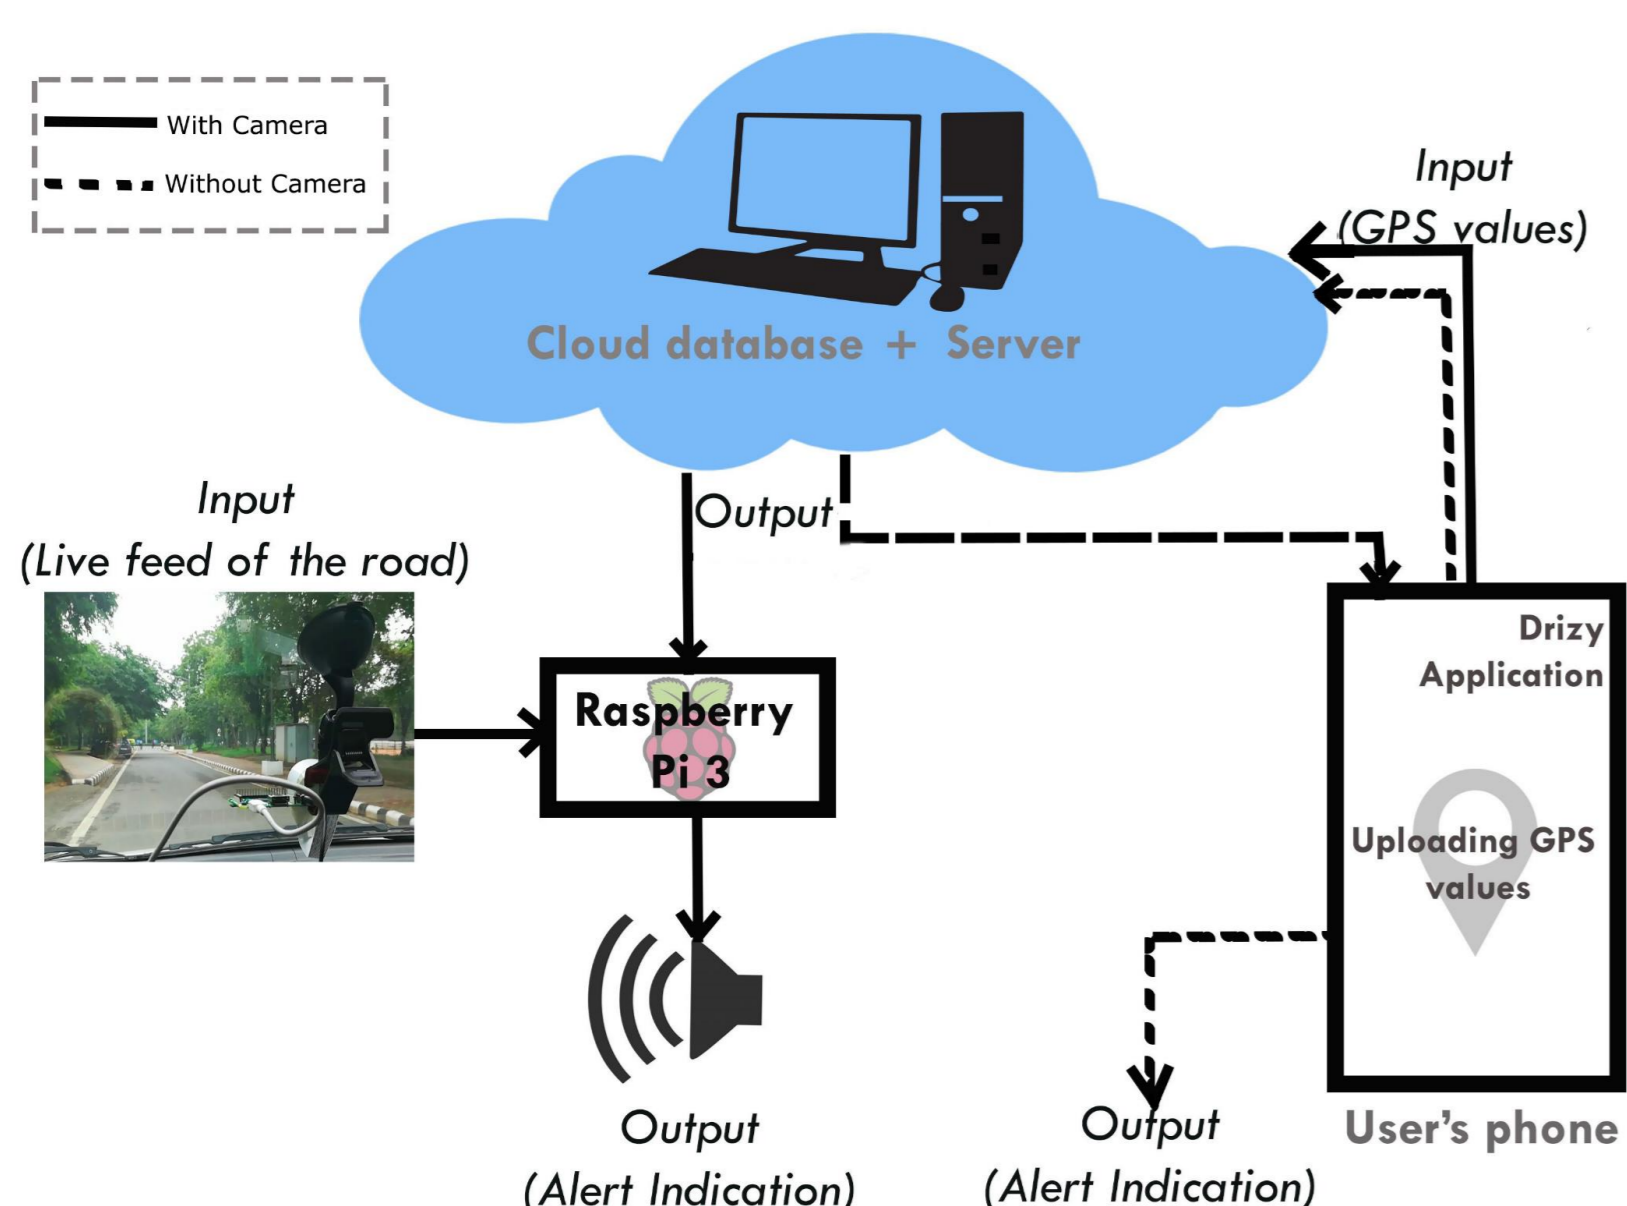 With Camera
Without Camera
Input
(GPS values)
Cloud database + Server
Output
Input
(Live feed of the road)
Raspberry
Pi 3
Drizy
Application
Uploading GPS
values
Output
(Alert Indication)
Output
(Alert Indication)
User's phone